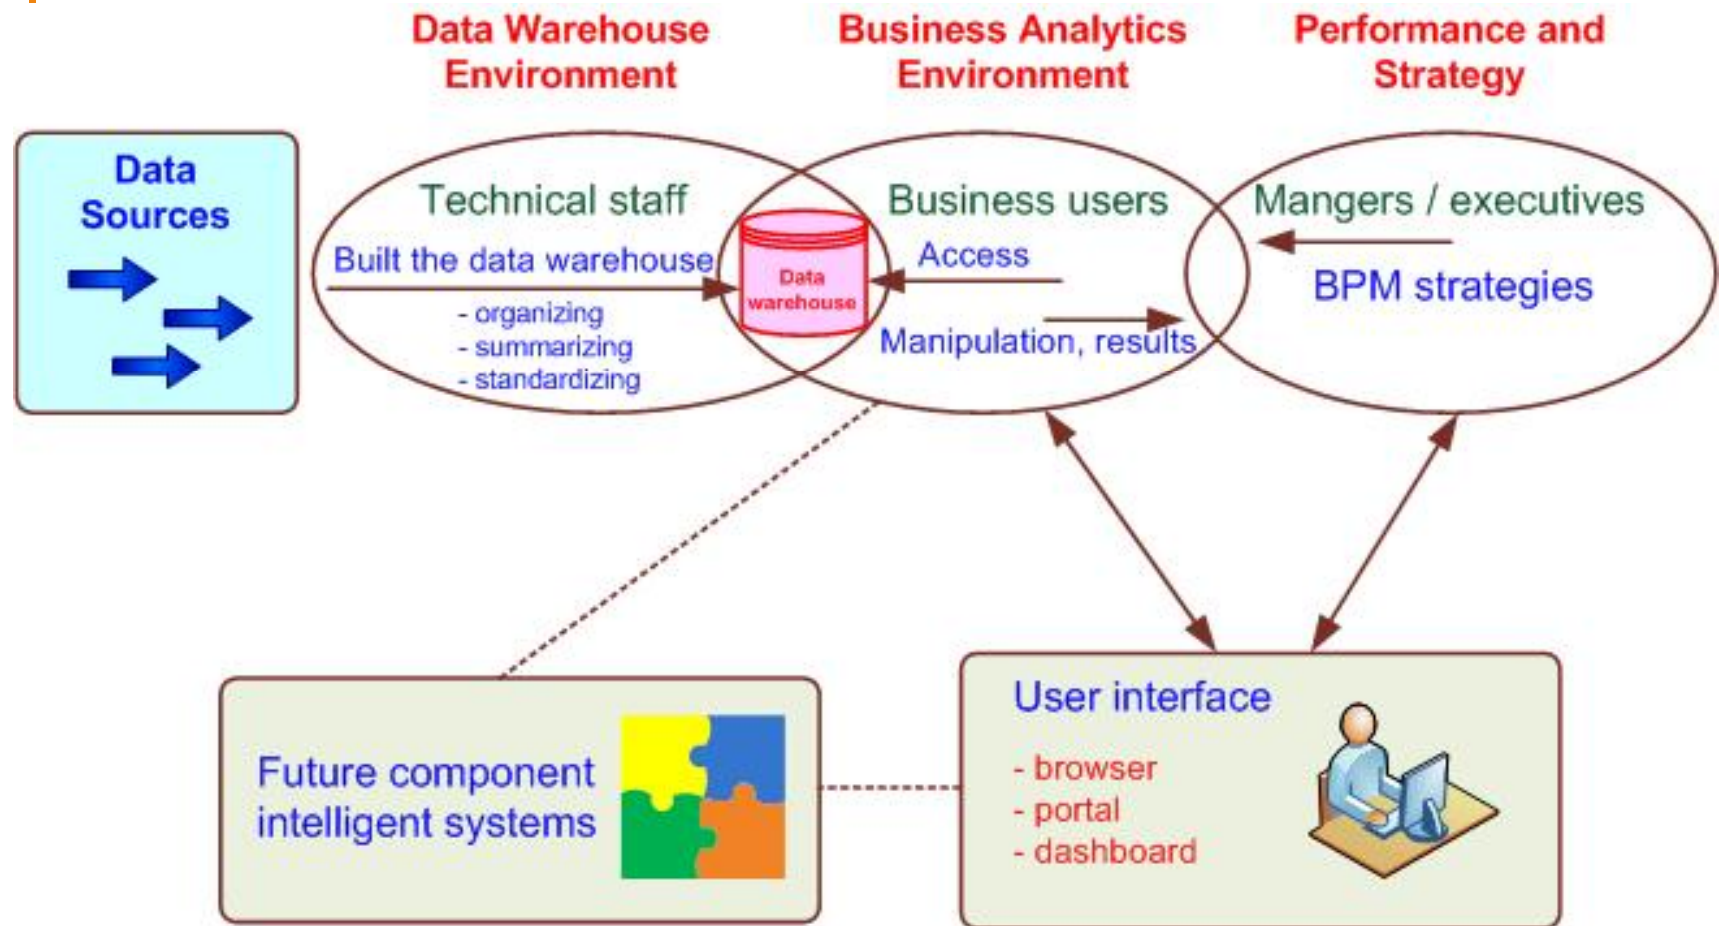 Data Warehouse
Environment
Business Analytics
Environment
Performance and
Strategy
Data
Sources
Technical staff
Built the data warehouse
- organizing
- summarizing
- standardizing
Data
warehouse
Business users
Access
Manipulation, results
Mangers / executives
BPM strategies
Future component
intelligent systems
User interface
- browser
- portal
- dashboard